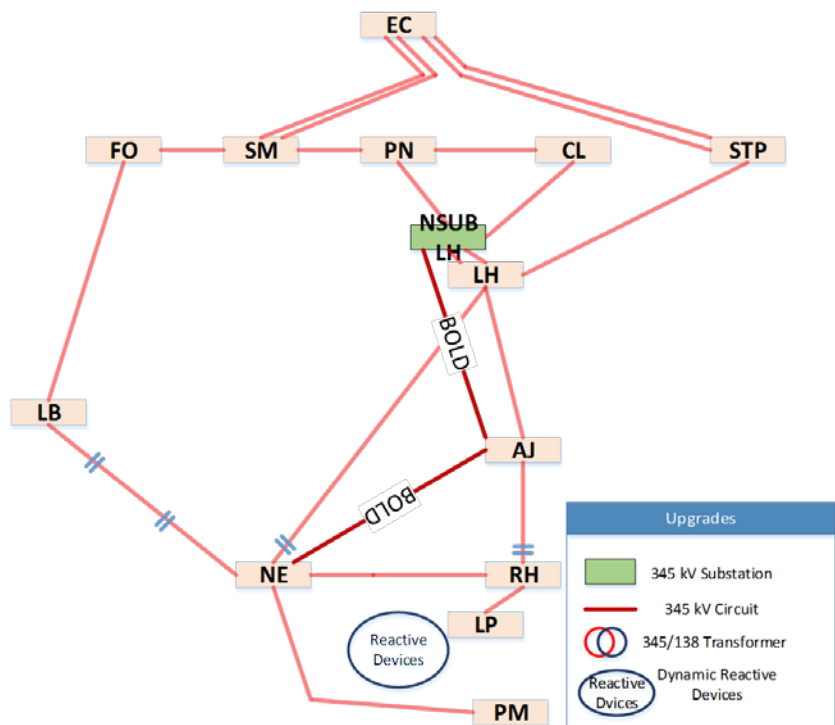 EC
FO
SM
PN
CL
STP
NSUB
LH
LH
BOLD
LB
AJ
BOLD
NE
RH
LP
Reactive
Devices
PM
Upgrades
345 kV Substation
345 kV Circuit
345/138 Transformer
Reactive
Dvices
Dynamic Reactive
Devices